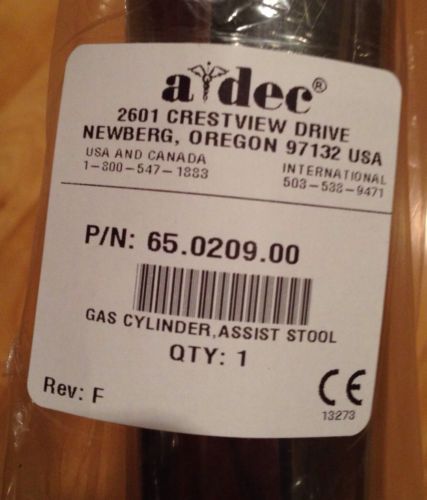 a dec®
2601 CRESTVIEW DRIVE
NEWBERG, OREGON 97132 USA
USA AND CANADA
1-800-547-1883
INTERNATIONAL
503-538-9471
P/N: 65.0209.00
GAS CYLINDER,ASSIST STOOL
QTY: 1
Rev: F
CE
13273